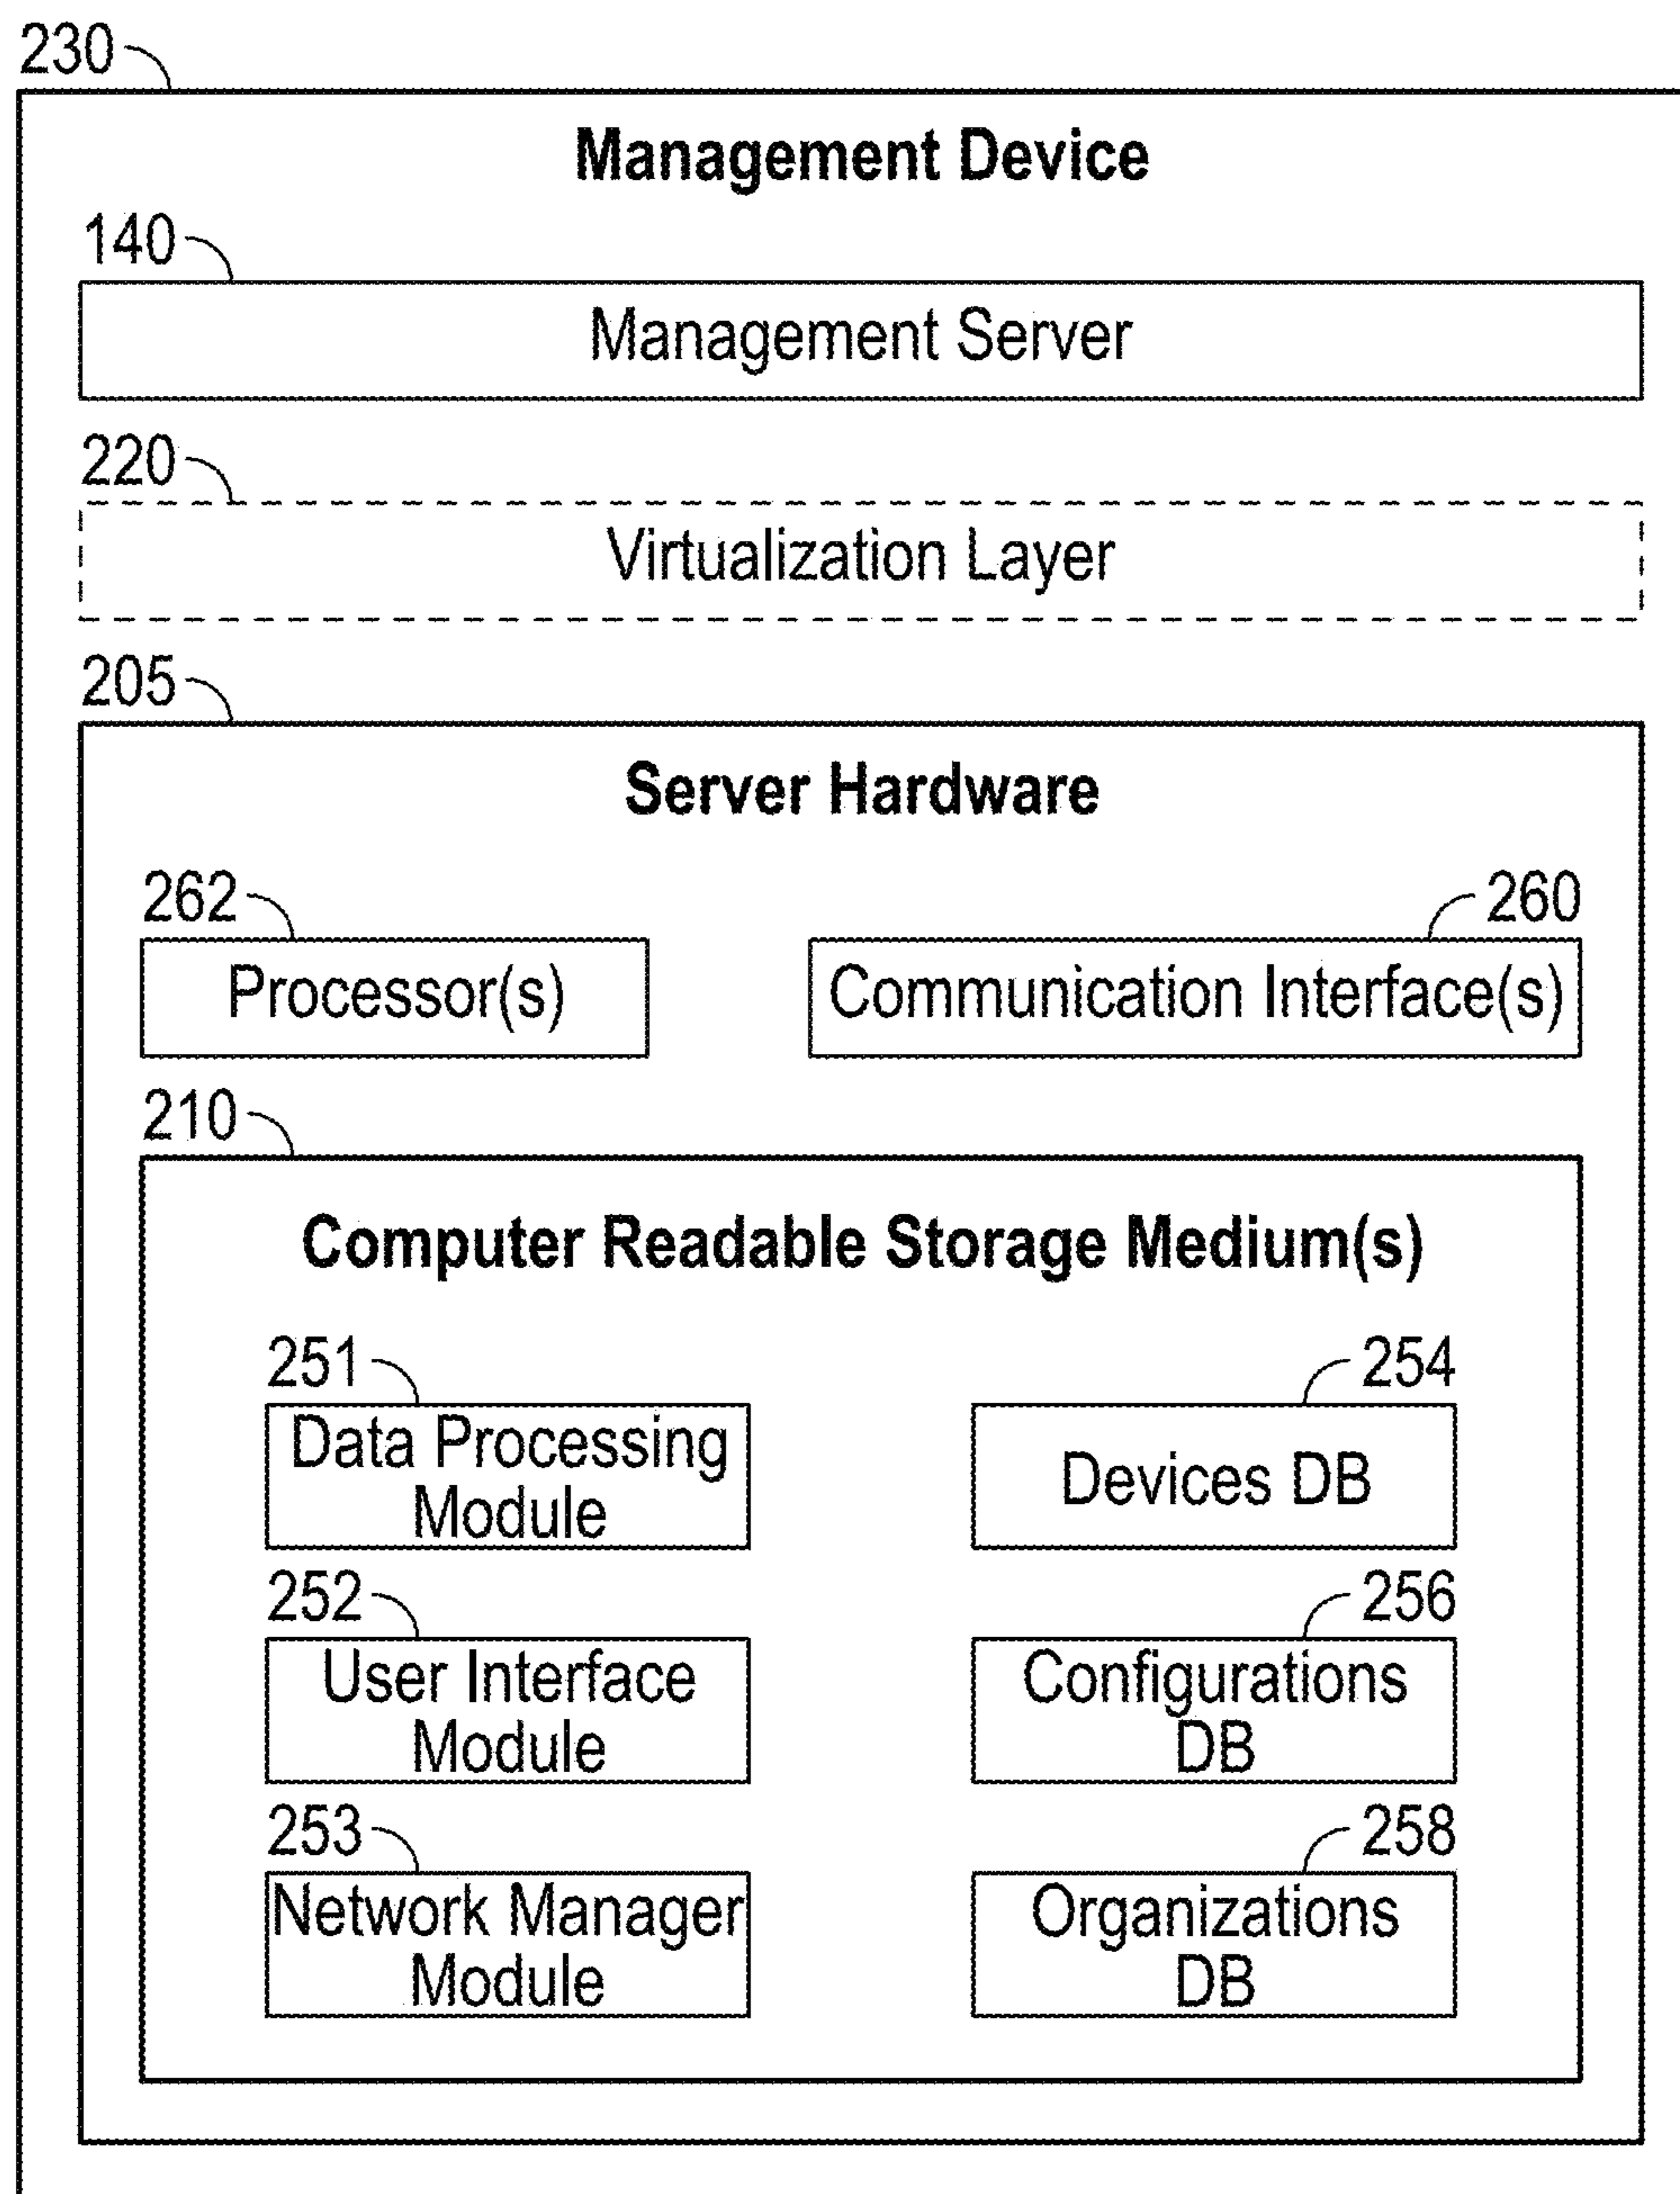 230
Management Device
140
Management Server
220
Virtualization Layer
205
Server Hardware
262
260
Processor(s)
Communication Interface(s)
210
Computer Readable Storage Medium(s)
251
254
Data Processing
Module
Devices DB
252
256
User Interface
Module
Configurations
DB
253
258
Network Manager
Module
Organizations
DB